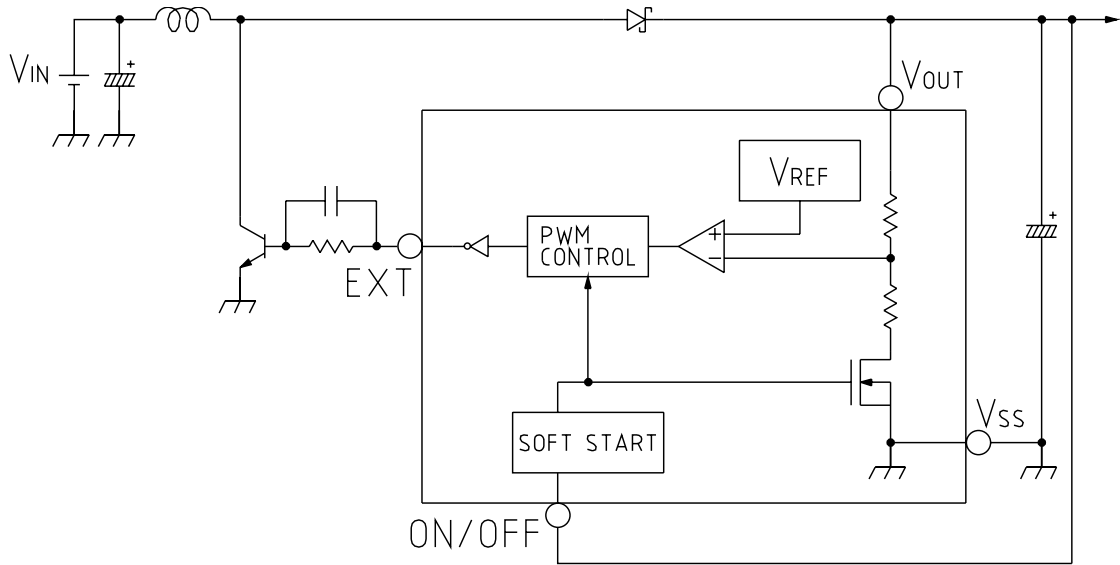 +
VIN
VOUT
VREF
+
PWM
CONTROL
+
−
EXT
VSS
SOFT START
ON/OFF